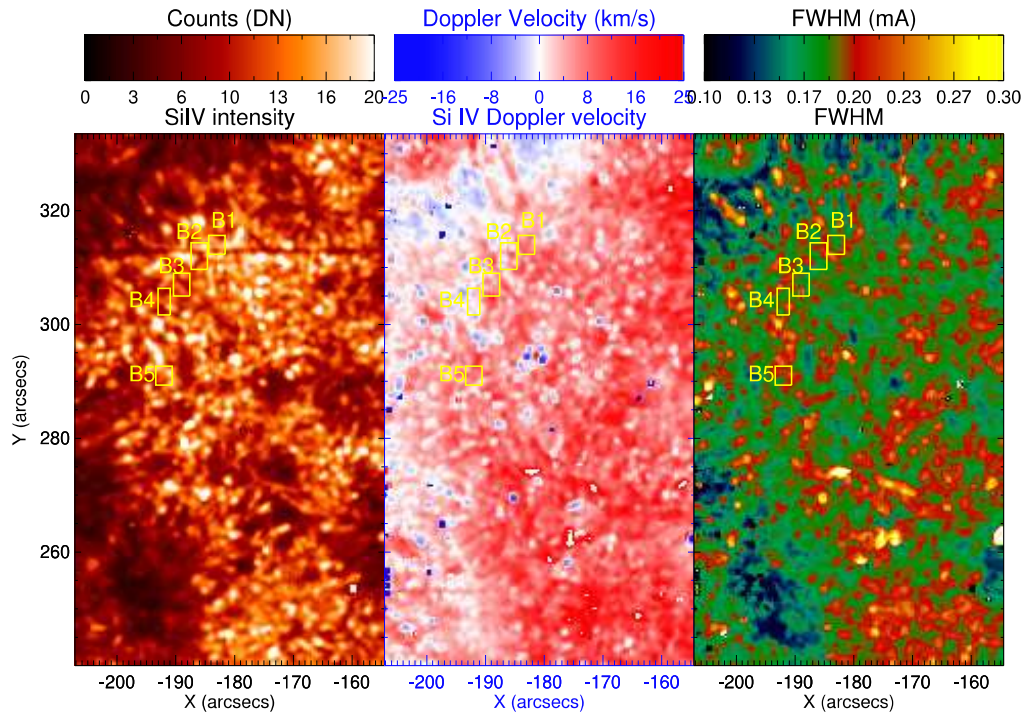 Counts (DN) Doppler Velocity (km/s) FWHM (mA)
0 3 6 10 13 16 20 -25 -16 -8 0 8 16 25 0.10 0.13 0.17 0.20 0.23 0.27 0.30
SiIV intensity Si IV Doppler velocity FWHM
320
300
280
260
Y (arcsecs)
B1
B2
B3
B4
B5
B1
B2
B3
B4
B5
B1
B2
B3
B4
B5
-200 -190 -180 -170 -160 -200 -190 -180 -170 -160 -200 -190 -180 -170 -160
X (arcsecs) X (arcsecs) X (arcsecs)